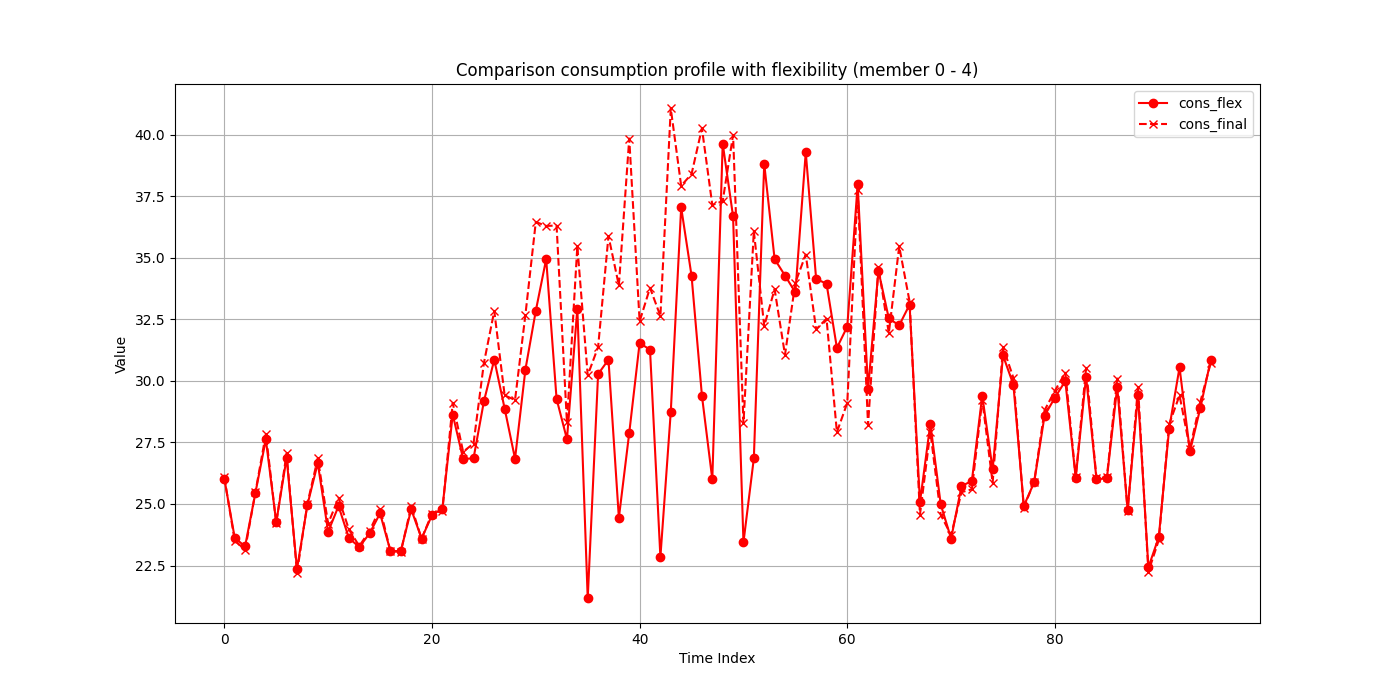 Comparison consumption profile with flexibility (member 0 - 4)
cons_flex
cons_final
40.0
37.5
35.0
32.5
30.0
27.5
25.0
22.5
Value
0 20 40 60 80
Time Index